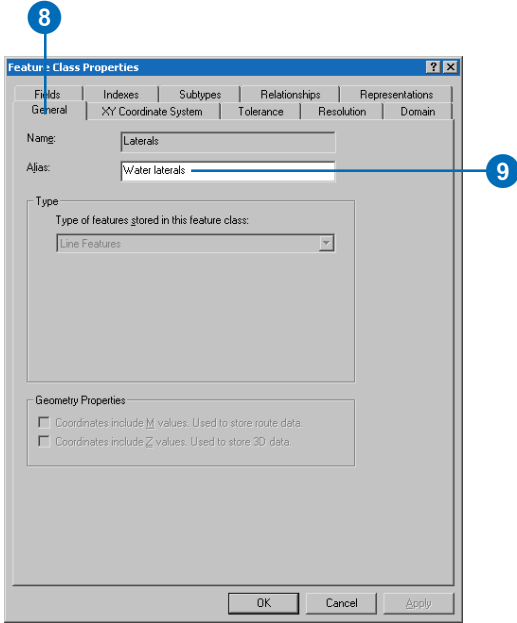 8
Feature Class Properties
Fields Indexes Subtypes Relationships Representations
General XY Coordinate System Tolerance Resolution Domain
Name: Laterals
Alias: Water laterals
9
Type
Type of features stored in this feature class:
Line Features
Geometry Properties
Coordinates include M values. Used to store route data.
Coordinates include Z values. Used to store 3D data.
OK Cancel Apply